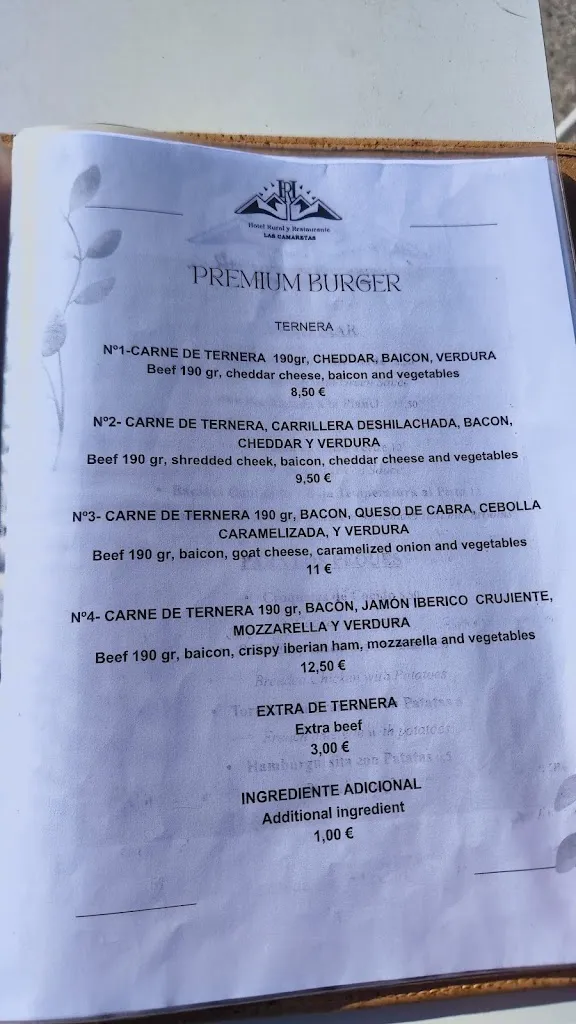 RH
Hotel Rural y Restaurante
LAS CAMARETAS
PREMIUM BURGER
TERNERA
Nº1-CARNE DE TERNERA 190gr, CHEDDAR, BAICON, VERDURA
Beef 190 gr, cheddar cheese, baicon and vegetables
8,50 €
Nº2- CARNE DE TERNERA, CARRILLERA DESHILACHADA, BACON,
CHEDDAR Y VERDURA
Beef 190 gr, shredded cheek, baicon, cheddar cheese and vegetables
9,50 €
Nº3- CARNE DE TERNERA 190 gr, BACON, QUESO DE CABRA, CEBOLLA
CARAMELIZADA, Y VERDURA
Beef 190 gr, baicon, goat cheese, caramelized onion and vegetables
11 €
Nº4- CARNE DE TERNERA 190 gr, BACÒN, JAMÓN IBERICO CRUJIENTE,
MOZZARELLA Y VERDURA
Beef 190 gr, baicon, crispy iberian ham, mozzarella and vegetables
12,50 €
EXTRA DE TERNERA
Extra beef
3,00 €
INGREDIENTE ADICIONAL
Additional ingredient
1,00 €